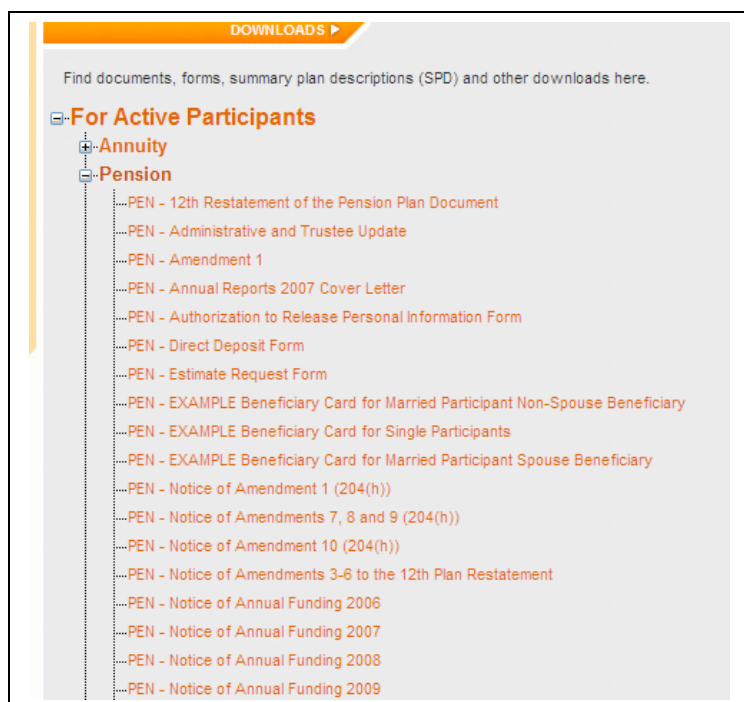 DOWNLOADS
Find documents, forms, summary plan descriptions (SPD) and other downloads here.
For Active Participants
Annuity
Pension
PEN - 12th Restatement of the Pension Plan Document
PEN - Administrative and Trustee Update
PEN - Amendment 1
PEN - Annual Reports 2007 Cover Letter
PEN - Authorization to Release Personal Information Form
PEN - Direct Deposit Form
PEN - Estimate Request Form
PEN - EXAMPLE Beneficiary Card for Married Participant Non-Spouse Beneficiary
PEN - EXAMPLE Beneficiary Card for Single Participants
PEN - EXAMPLE Beneficiary Card for Married Participant Spouse Beneficiary
PEN - Notice of Amendment 1 (204(h))
PEN - Notice of Amendments 7, 8 and 9 (204(h))
PEN - Notice of Amendment 10 (204(h))
PEN - Notice of Amendments 3-6 to the 12th Plan Restatement
PEN - Notice of Annual Funding 2006
PEN - Notice of Annual Funding 2007
PEN - Notice of Annual Funding 2008
PEN - Notice of Annual Funding 2009